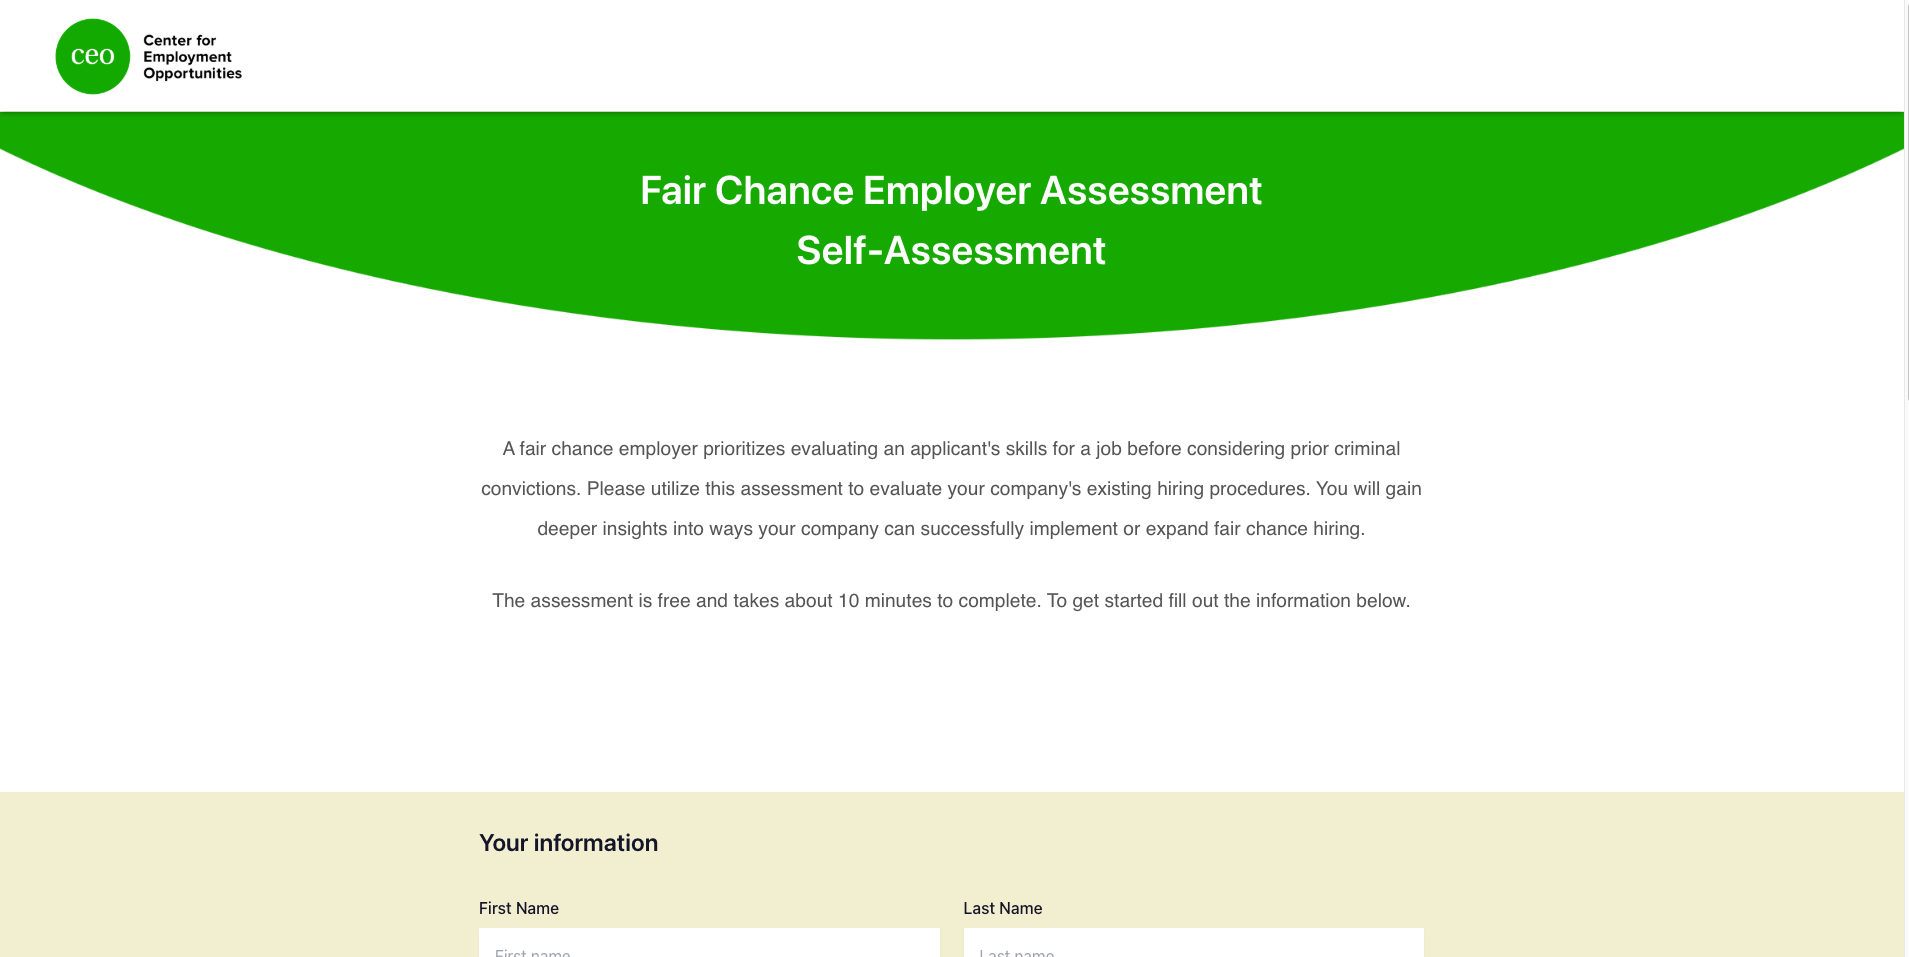 ceo
Center for
Employment
Opportunities
Fair Chance Employer Assessment
Self-Assessment
A fair chance employer prioritizes evaluating an applicant's skills for a job before considering prior criminal
convictions. Please utilize this assessment to evaluate your company's existing hiring procedures. You will gain
deeper insights into ways your company can successfully implement or expand fair chance hiring.
The assessment is free and takes about 10 minutes to complete. To get started fill out the information below.
Your information
First Name
Last Name
First name
Last name